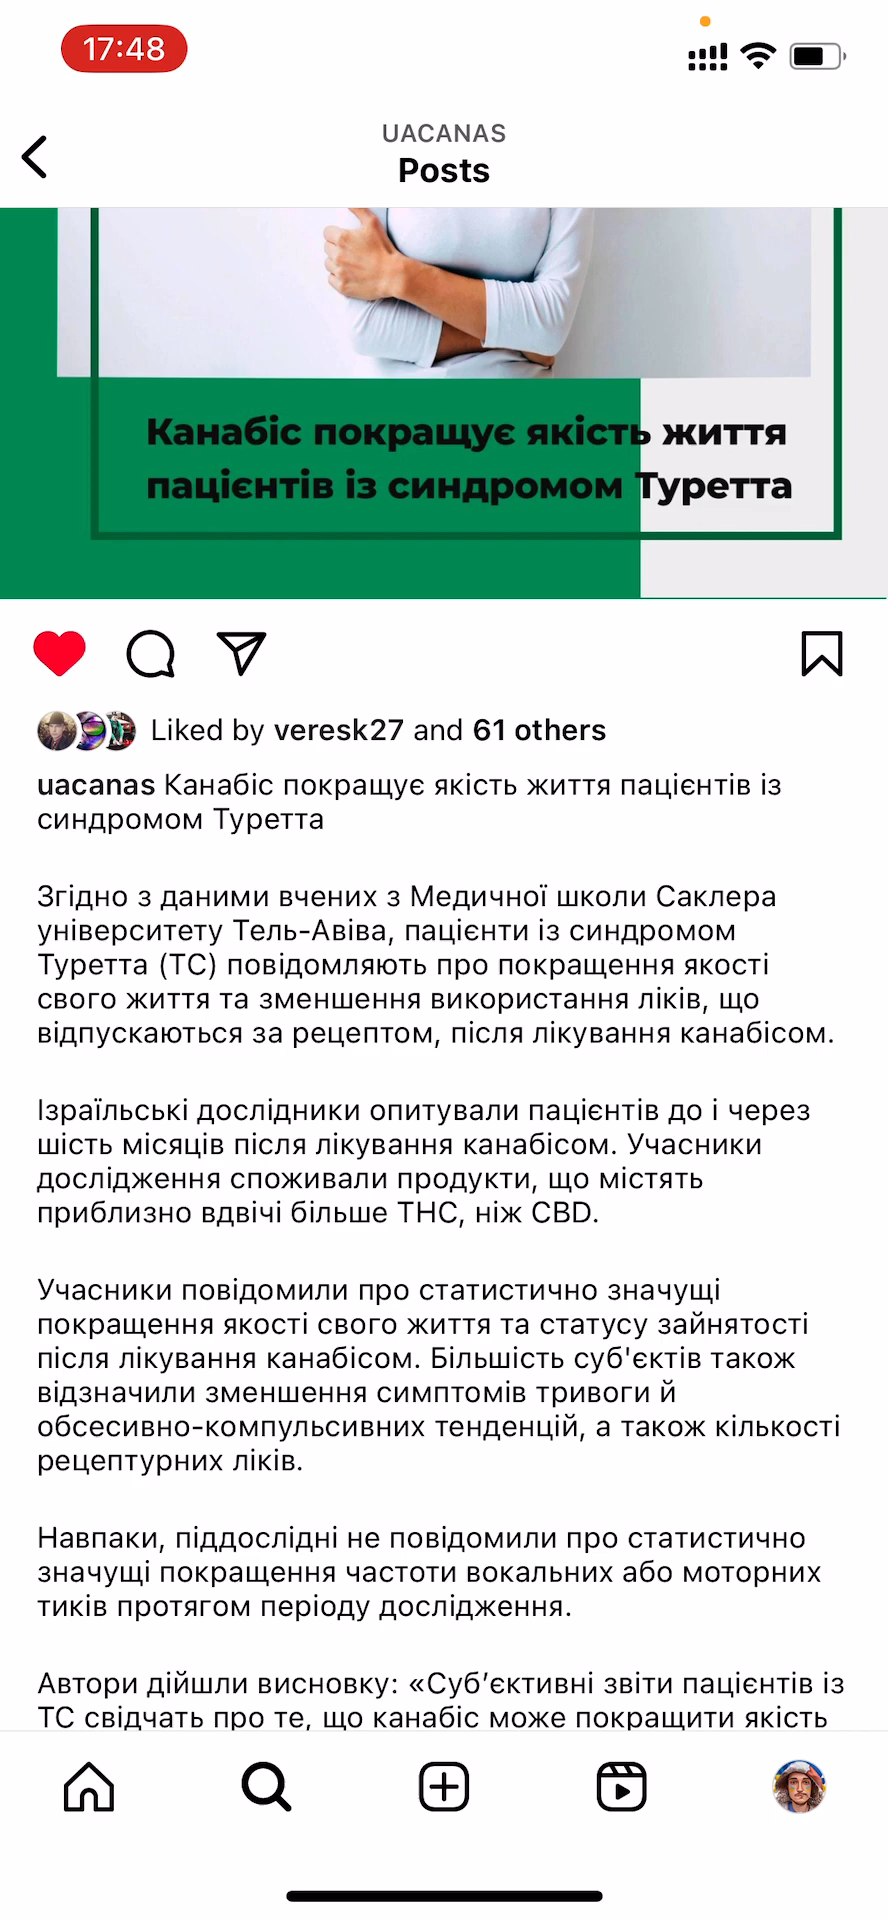 17:48
UACANAS
Posts
Канабіс покращує якість життя
пацієнтів із синдромом Туретта
Liked by veresk27 and 61 others
uacanas Канабіс покращує якість життя пацієнтів із
синдромом Туретта
Згідно з даними вчених з Медичної школи Саклера
університету Тель-Авіва, пацієнти із синдромом
Туретта (ТС) повідомляють про покращення якості
свого життя та зменшення використання ліків, що
відпускаються за рецептом, після лікування канабісом.
Ізраїльські дослідники опитували пацієнтів до і через
шість місяців після лікування канабісом. Учасники
дослідження споживали продукти, що містять
приблизно вдвічі більше THC, ніж CBD.
Учасники повідомили про статистично значущі
покращення якості свого життя та статусу зайнятості
після лікування канабісом. Більшість суб'єктів також
відзначили зменшення симптомів тривоги й
обсесивно-компульсивних тенденцій, а також кількості
рецептурних ліків.
Навпаки, піддослідні не повідомили про статистично
значущі покращення частоти вокальних або моторних
тиків протягом періоду дослідження.
Автори дійшли висновку: «Суб’єктивні звіти пацієнтів із
ТС свідчать про те, що канабіс може покращити якість